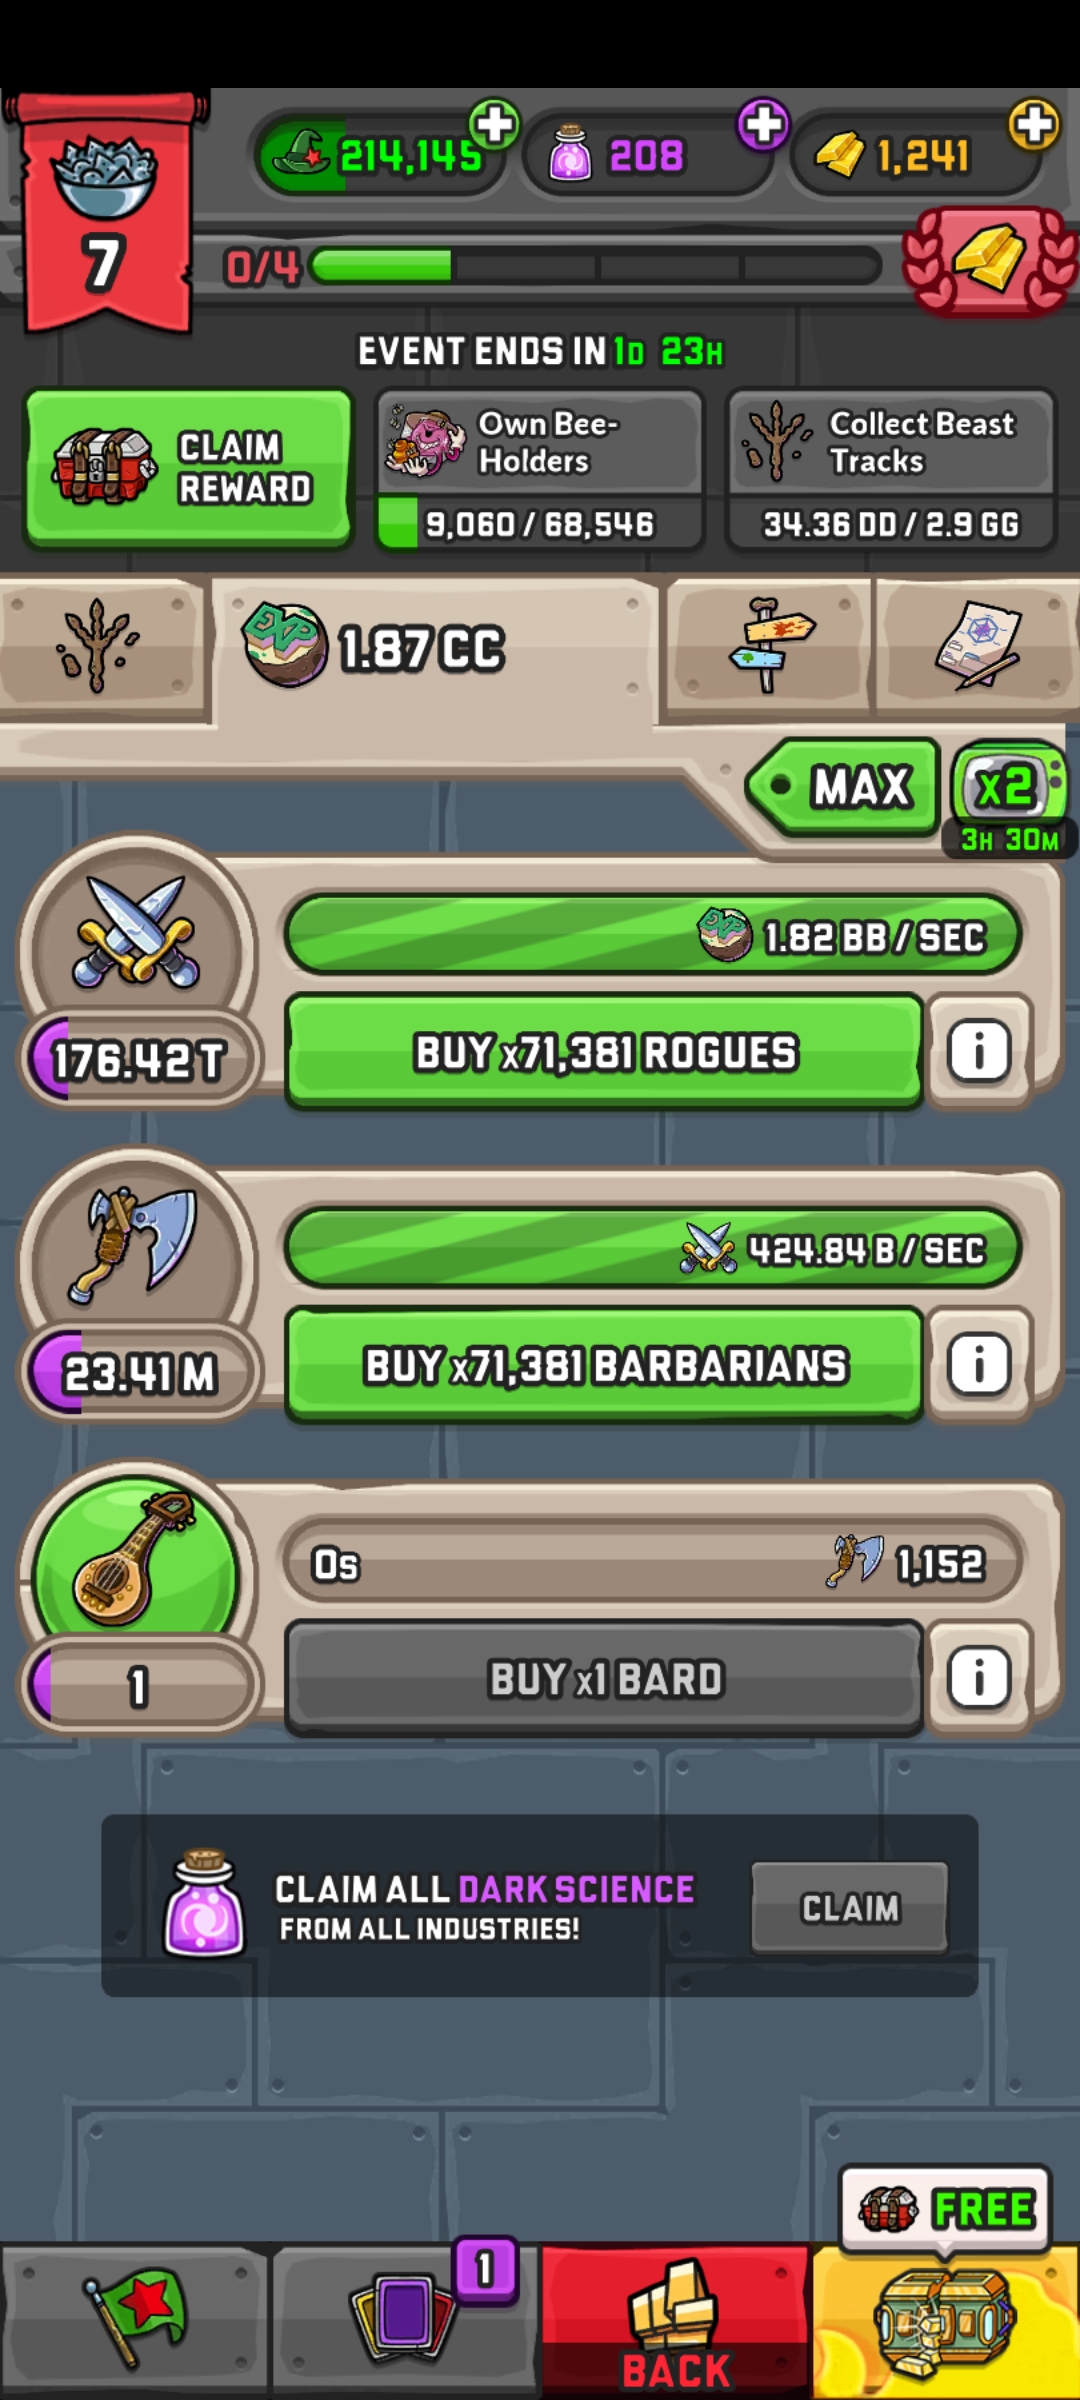 214,145
208
1,241
7
0/4
EVENT ENDS IN 1D 23H
CLAIM
REWARD
Own Bee-
Holders
9,060 / 68,546
Collect Beast
Tracks
34.36 DD / 2.9 GG
EXP
1.87 CC
MAX
x2
3H 30M
EXP
1.82 BB / SEC
176.42 T
BUY x71,381 ROGUES
i
424.84 B / SEC
23.41 M
BUY x71,381 BARBARIANS
i
0s
1,152
1
BUY x1 BARD
i
CLAIM ALL DARK SCIENCE
FROM ALL INDUSTRIES!
CLAIM
FREE
1
BACK